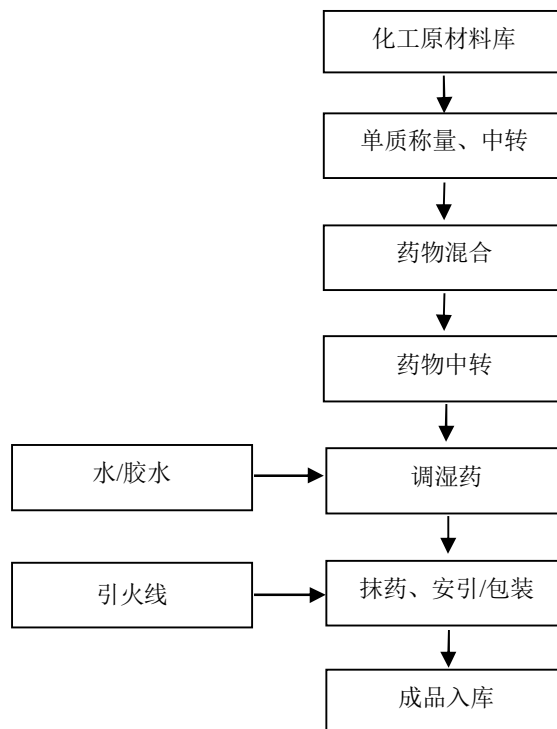 化工原材料库
单质称量、中转
药物混合
药物中转
水/胶水
调湿药
引火线
抹药、安引/包装
成品入库